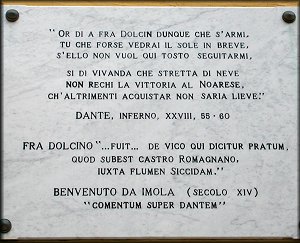 "OR DI A FRA DOLCIN DUNQUE CHE S'ARMI,
TU CHE FORSE VEDRAI IL SOLE IN BREVE,
S'ELLO NON VUOL QUI TOSTO SEGUITARMI,
SI DI VIVANDA CHE STRETTA DI NEVE
NON RECHI LA VITTORIA AL NOARESE,
CH'ALTRIMENTI ACQUISTAR NON SARIA LIEVE."
DANTE, INFERNO, XXVIII, 55-60
FRA DOLCINO "...FUIT... DE VICO QUI DICITUR PRATUM,
QUOD SUBEST CASTRO ROMAGNANO,
IUXTA FLUMEN SICCIDAM."
BENVENUTO DA IMOLA (SECOLO XIV)
"COMENTUM SUPER DANTEM"